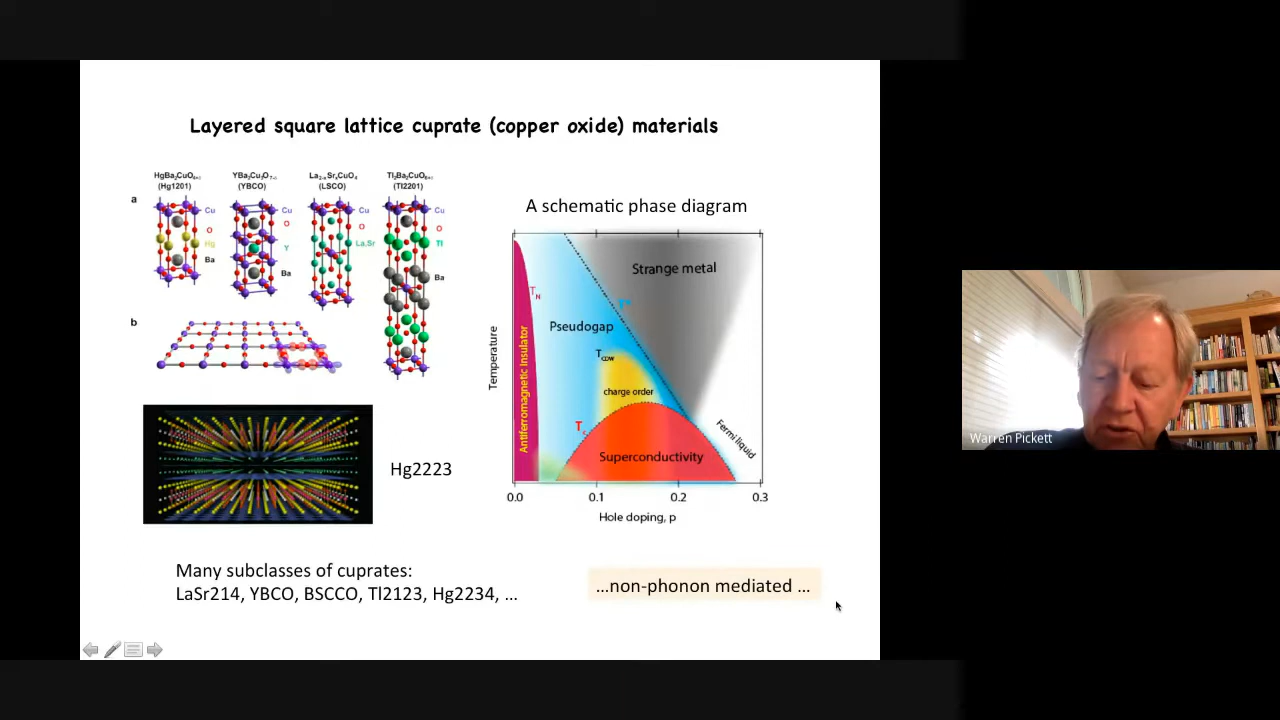 Layered square lattice cuprate (copper oxide) materials
HgBa2CuO4+δ YBa2Cu3O7-δ La2-xSrxCuO4 Tl2Ba2CuO6+δ
(Hg1201) (YBCO) (LSCO) (Tl2201)
a
Cu
O
Hg
Ba
Cu
O
Y
Ba
Cu
O
La,Sr
Cu
O
Tl
Ba
b
Hg2223
A schematic phase diagram
Temperature
Antiferromagnetic Insulator
TN
T*
Strange metal
Pseudogap
TCDW
charge order
Tc
Superconductivity
Fermi liquid
0.0 0.1 0.2 0.3
Hole doping, p
Many subclasses of cuprates:
LaSr214, YBCO, BSCCO, Tl2123, Hg2234, …
…non-phonon mediated …
Warren Pickett